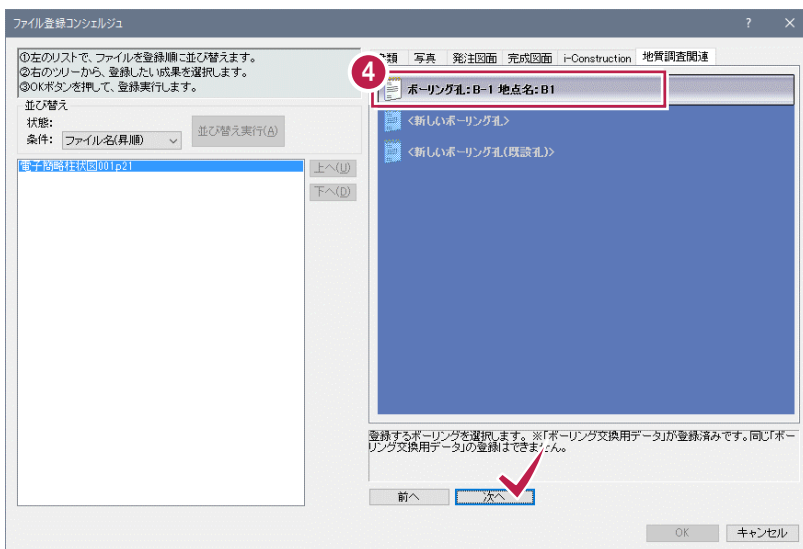 ファイル登録コンシェルジュ
①左のリストで、ファイルを登録順に並び替えます。
②右のツリーから、登録したい成果を選択します。
③OKボタンを押して、登録実行します。
並び替え
状態:
条件: ファイル名(昇順)
並び替え実行(A)
電子簡略柱状図001p21
上へ(U)
下へ(D)
類 写真 発注図面 完成図面 i-Construction 地質調査関連
4
ボーリング孔:B-1 地点名:B1
<新しいボーリング孔>
<新しいボーリング孔(既設孔)>
登録するボーリングを選択します。※「ボーリング交換用データ」が登録済みです。同じ「ボー
リング交換用データ」の登録はできません。
前へ 次へ
OK キャンセル